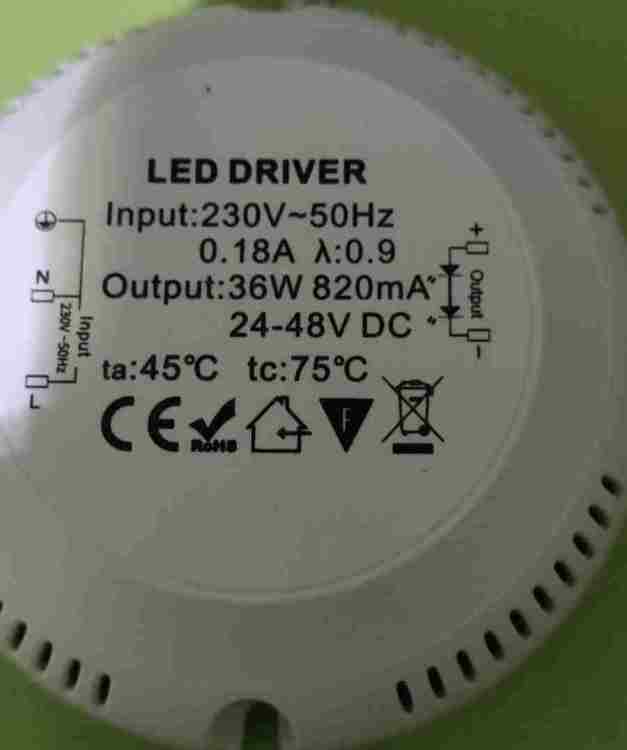 LED DRIVER
Input:230V~50Hz
0.18A λ:0.9
Output:36W 820mA
24-48V DC
ta:45℃ tc:75℃
CE RoHS F
N
L
Input
230V~50Hz
+
Output
-